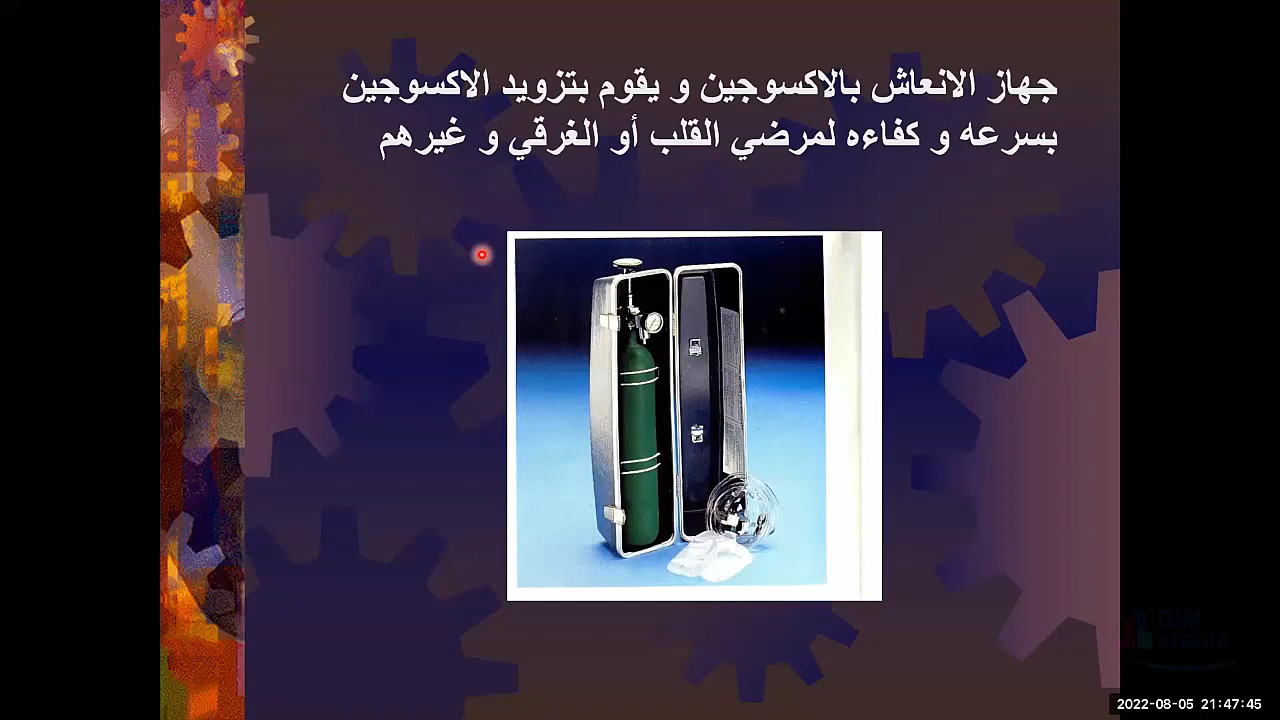 جهاز الانعاش بالاكسوجين و يقوم بتزويد الاكسوجين
بسرعه و كفاءه لمرضي القلب أو الغرقي و غيرهم
2022-08-05 21:47:45